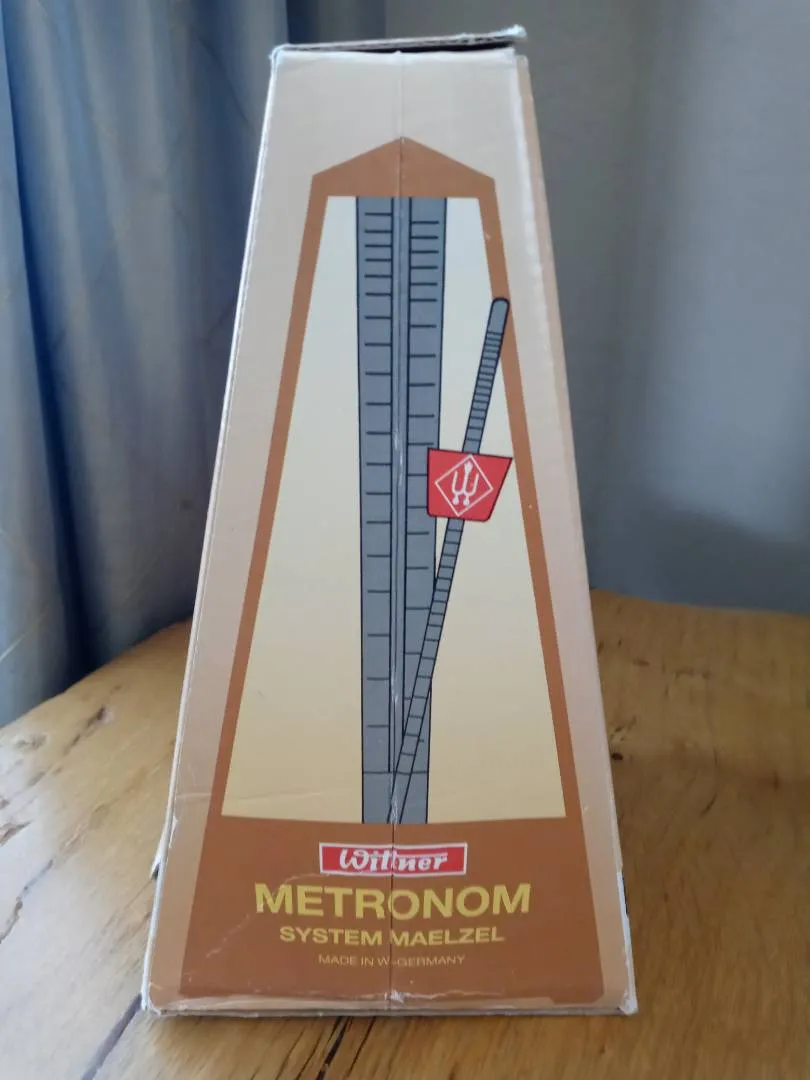 Wittner
METRONOM
SYSTEM MAELZEL
MADE IN W-GERMANY